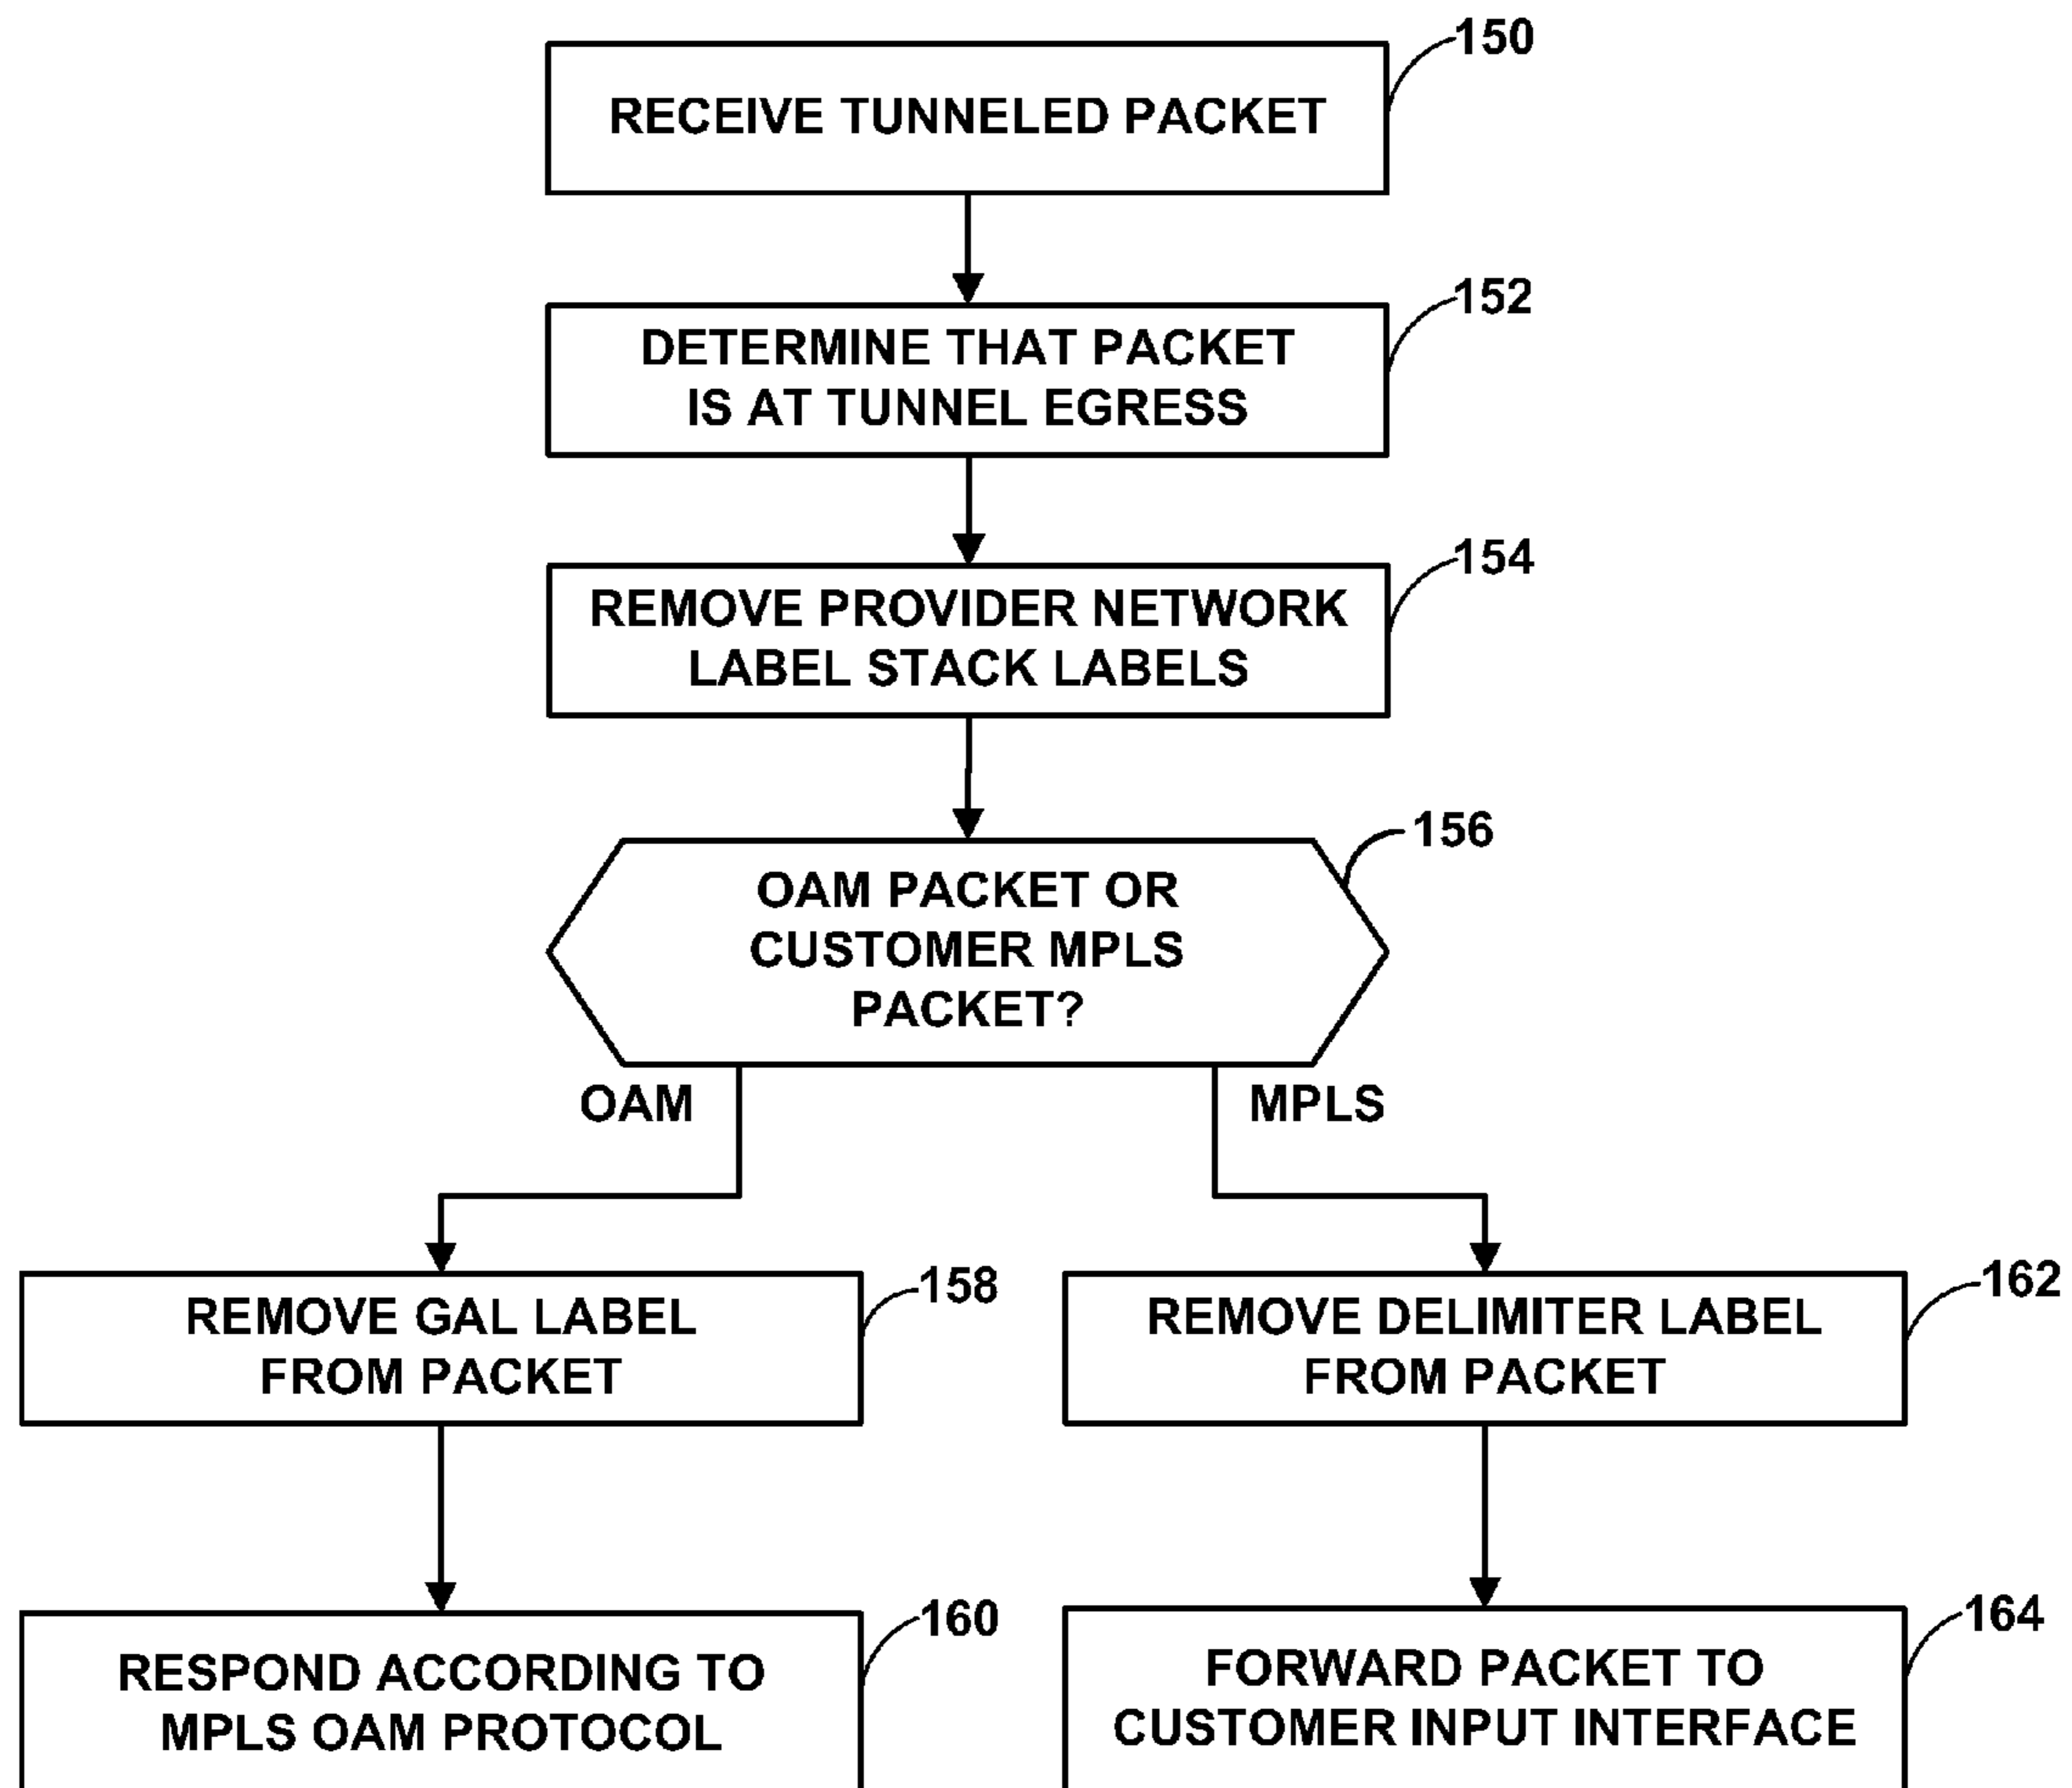 150
RECEIVE TUNNELED PACKET
152
DETERMINE THAT PACKET
IS AT TUNNEL EGRESS
154
REMOVE PROVIDER NETWORK
LABEL STACK LABELS
156
OAM PACKET OR
CUSTOMER MPLS
PACKET?
OAM
MPLS
158
REMOVE GAL LABEL
FROM PACKET
162
REMOVE DELIMITER LABEL
FROM PACKET
160
RESPOND ACCORDING TO
MPLS OAM PROTOCOL
164
FORWARD PACKET TO
CUSTOMER INPUT INTERFACE